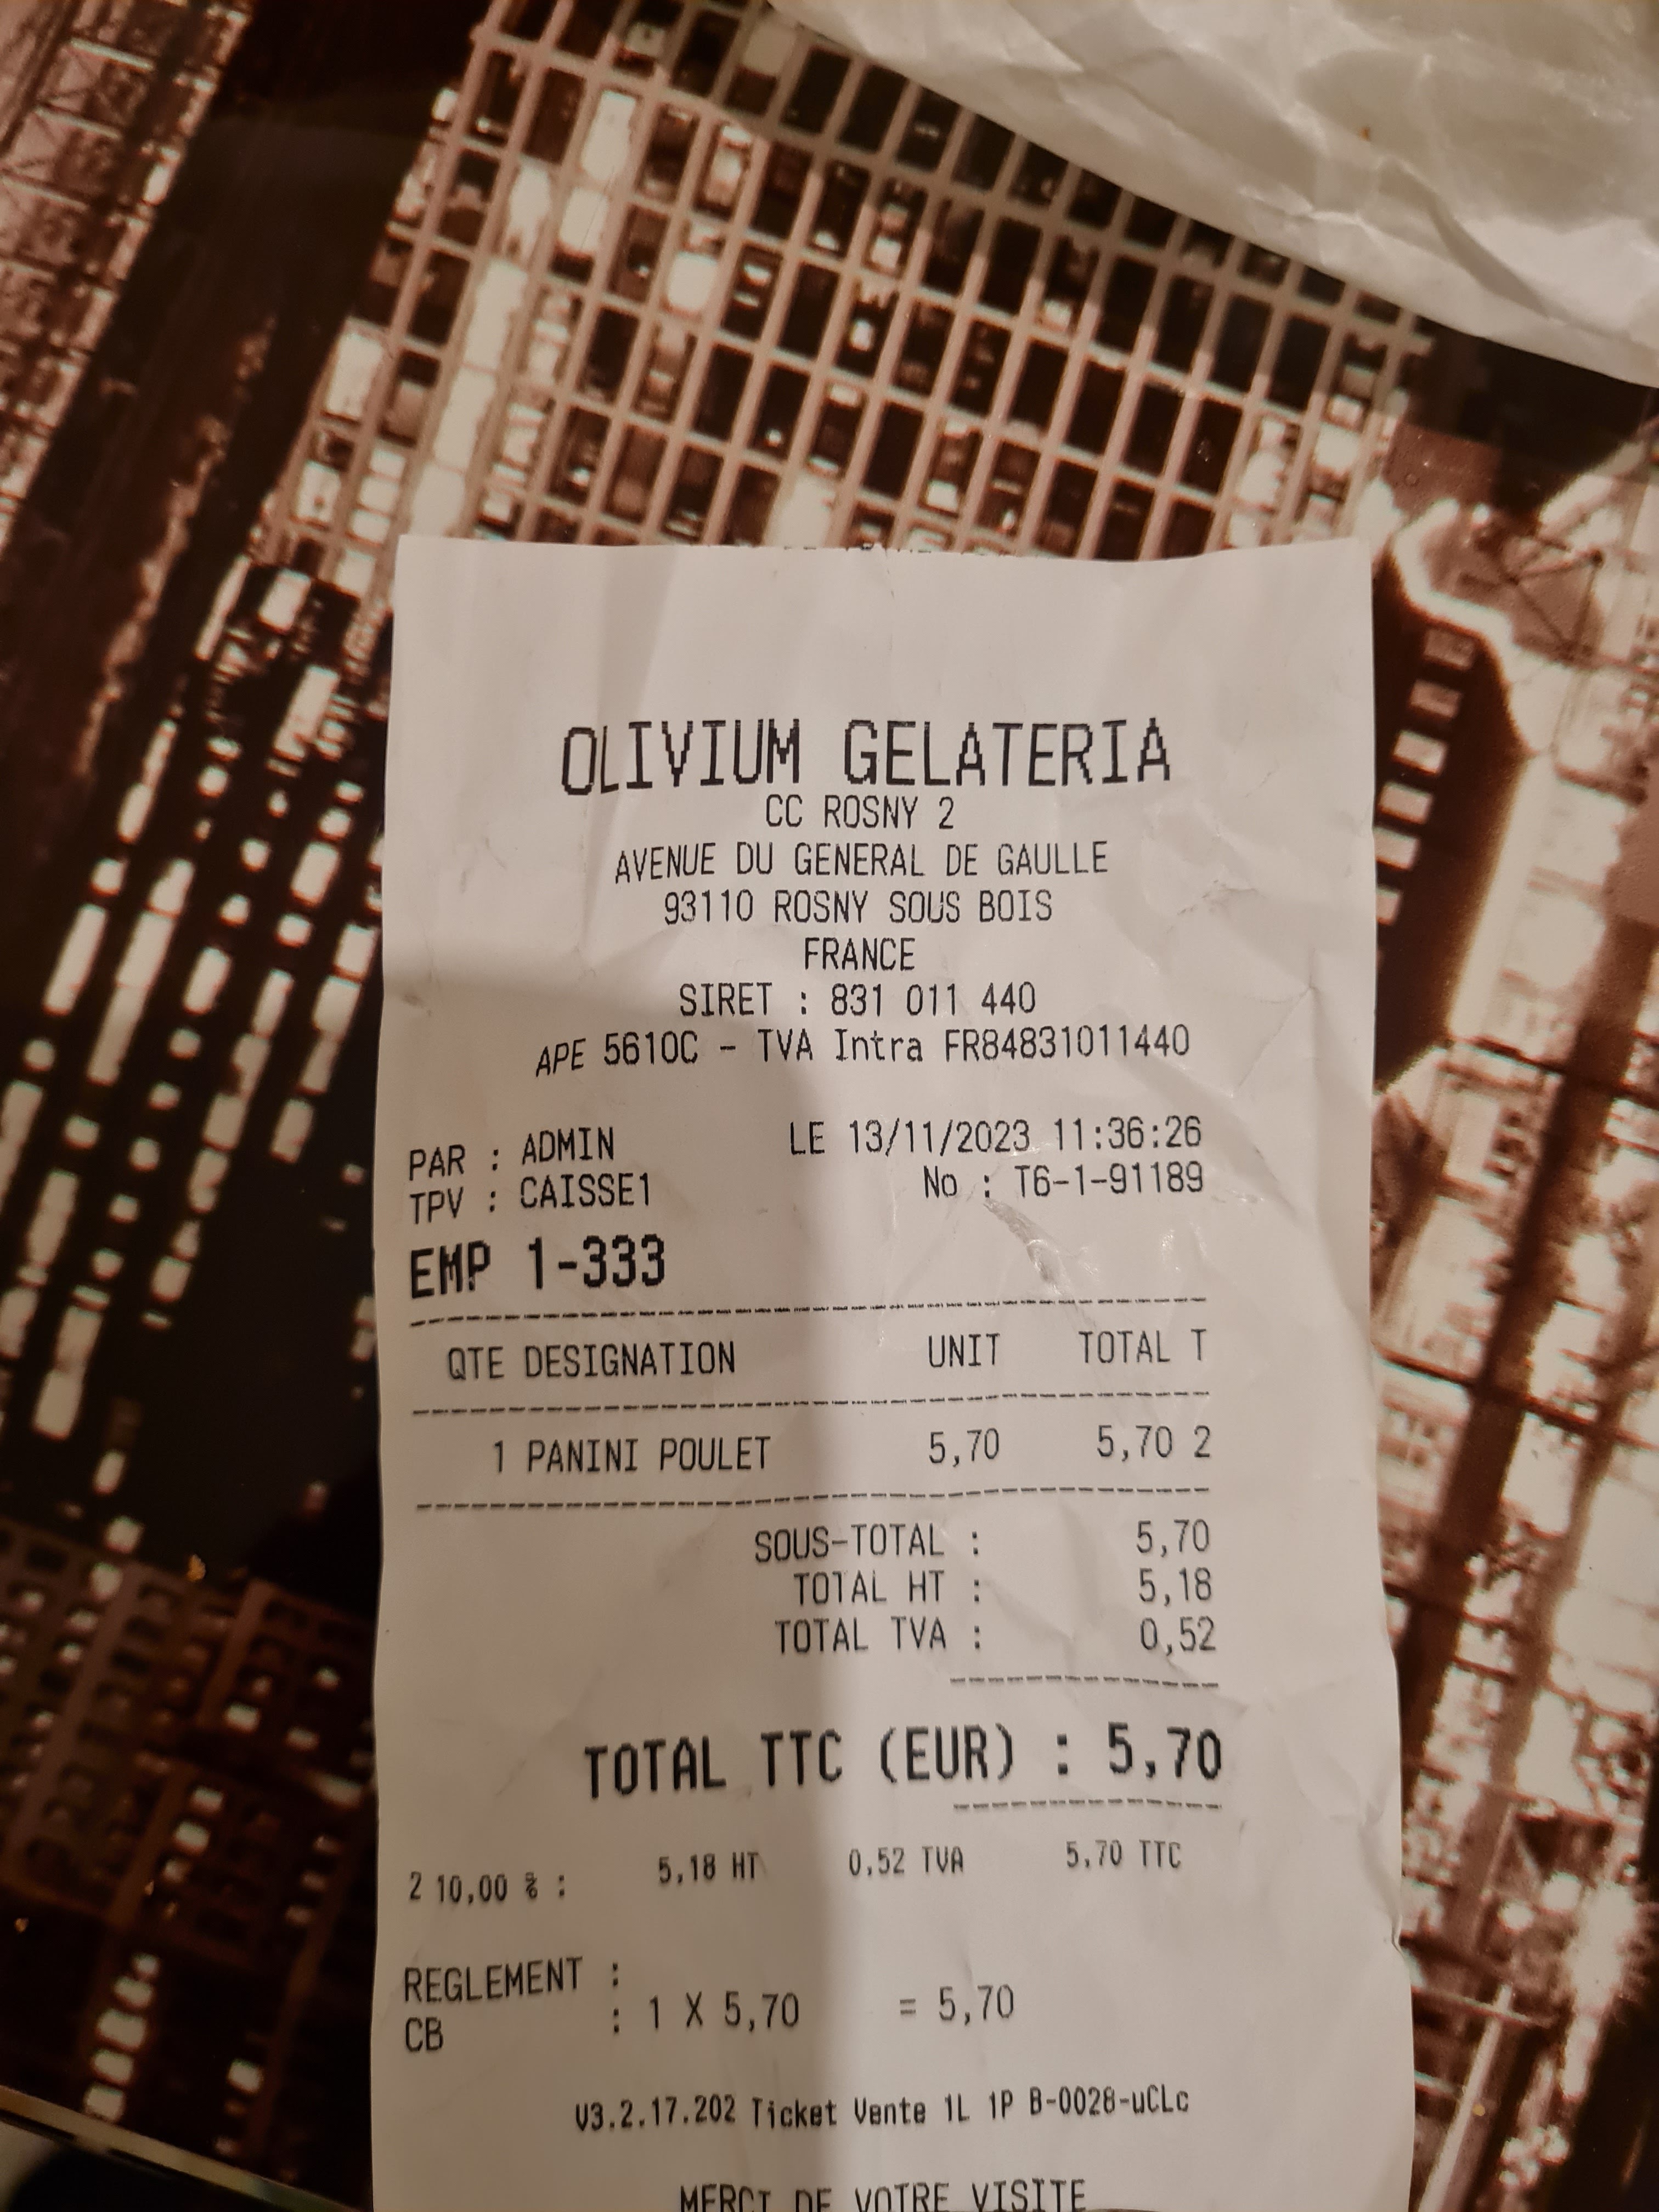 OLIVIUM GELATERIA
CC ROSNY 2
AVENUE DU GENERAL DE GAULLE
93110 ROSNY SOUS BOIS
FRANCE
SIRET : 831 011 440
APE 5610C - TVA Intra FR84831011440
PAR : ADMIN LE 13/11/2023 11:36:26
TPV : CAISSE1 No : T6-1-91189
EMP 1-333
QTE DESIGNATION UNIT TOTAL T
1 PANINI POULET 5,70 5,70 2
SOUS-TOTAL : 5,70
TOTAL HT : 5,18
TOTAL TVA : 0,52
TOTAL TTC (EUR) : 5,70
2 10,00 % : 5,18 HT 0,52 TVA 5,70 TTC
REGLEMENT :
CB : 1 X 5,70 = 5,70
V3.2.17.202 Ticket Vente 1L 1P B-0028-uCLc
MERCI DE VOTRE VISITE